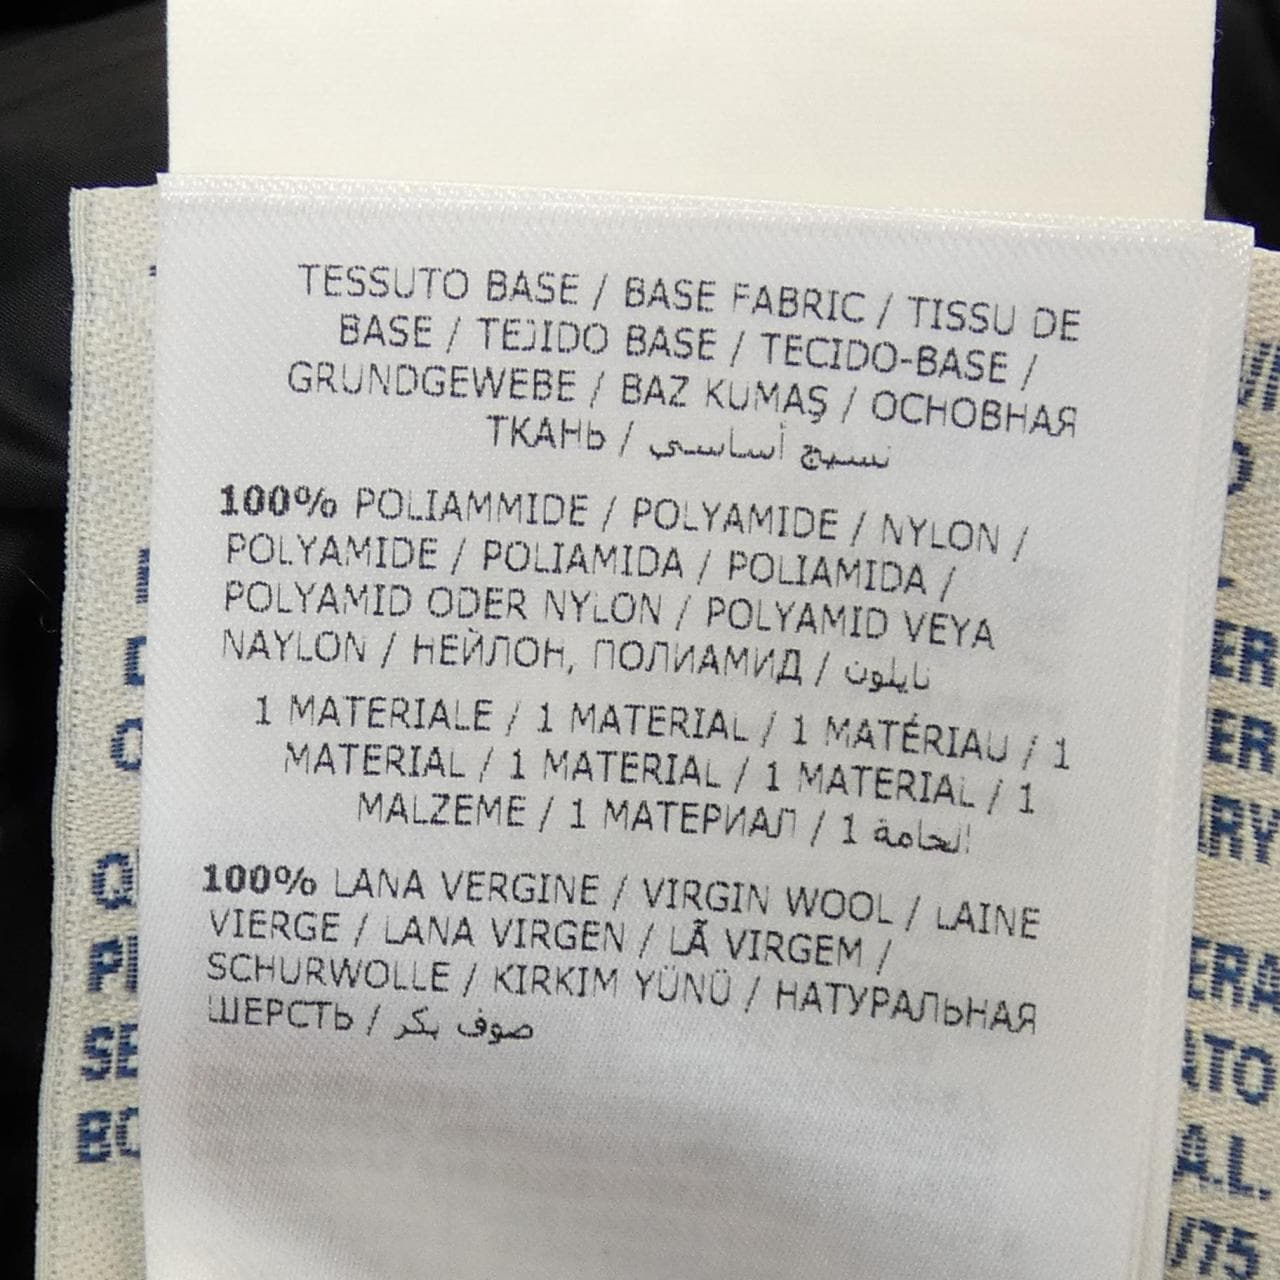 TESSUTO BASE / BASE FABRIC / TISSU DE
BASE / TEJIDO BASE / TECIDO-BASE /
GRUNDGEWEBE / BAZ KUMAŞ / ОСНОВНАЯ
ТКАНЬ / نسيج أساسي
100% POLIAMMIDE / POLYAMIDE / NYLON /
POLYAMIDE / POLIAMIDA / POLIAMIDA /
POLYAMID ODER NYLON / POLYAMID VEYA
NAYLON / НЕЙЛОН, ПОЛИАМИД / نايلون
1 MATERIALE / 1 MATERIAL / 1 MATÉRIAU / 1
MATERIAL / 1 MATERIAL / 1 MATERIAL / 1
MALZEME / 1 МАТЕРИАЛ / 1 الخامة
100% LANA VERGINE / VIRGIN WOOL / LAINE
VIERGE / LANA VIRGEN / LÃ VIRGEM /
SCHURWOLLE / KIRKIM YÜNÜ / НАТУРАЛЬНАЯ
ШЕРСТЬ / صوف بكر